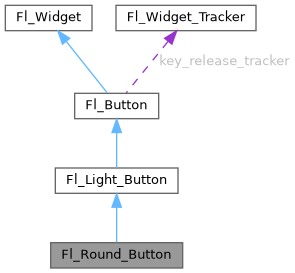 Fl_Widget
Fl_Widget_Tracker
key_release_tracker
Fl_Button
Fl_Light_Button
Fl_Round_Button